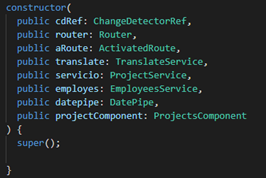 constructor(
public cdRef: ChangeDetectorRef,
public router: Router,
public aRoute: ActivatedRoute,
public translate: TranslateService,
public servicio: ProjectService,
public employes: EmployeesService,
public datepipe: DatePipe,
public projectComponent: ProjectsComponent
) {
super();
}